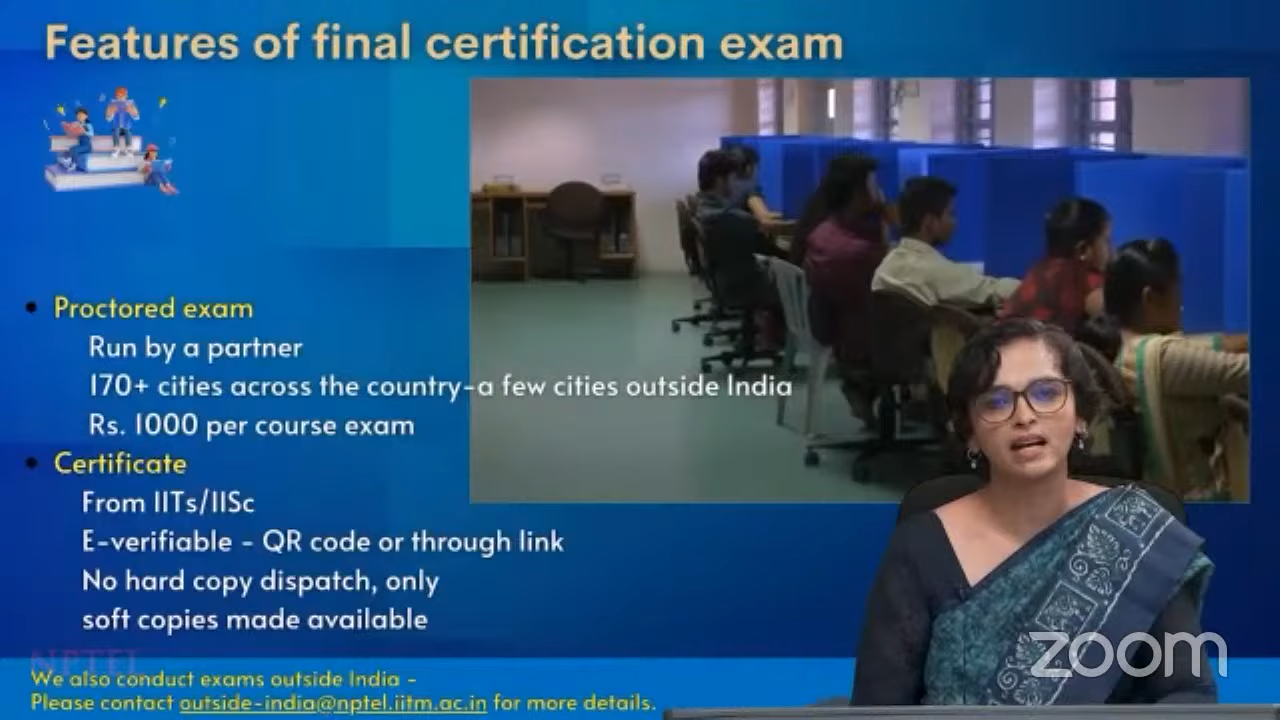 Features of final certification exam
Proctored exam
Run by a partner
170+ cities across the country-a few cities outside India
Rs. 1000 per course exam
Certificate
From IITs/IISc
E-verifiable - QR code or through link
No hard copy dispatch, only
soft copies made available
NPTEL
We also conduct exams outside India -
Please contact outside-india@nptel.iitm.ac.in for more details.
zoom